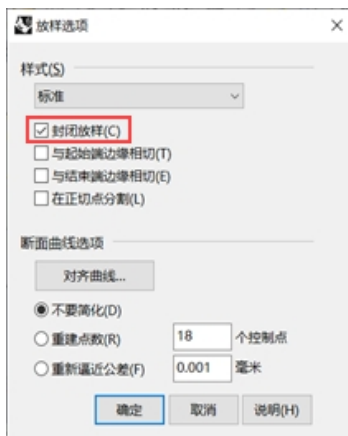 放样选项
样式(S)
标准
封闭放样(C)
与起始端边缘相切(T)
与结束端边缘相切(E)
在正切点分割(L)
断面曲线选项
对齐曲线...
不要简化(D)
重建点数(R) 18 个控制点
重新逼近公差(F) 0.001 毫米
确定 取消 说明(H)